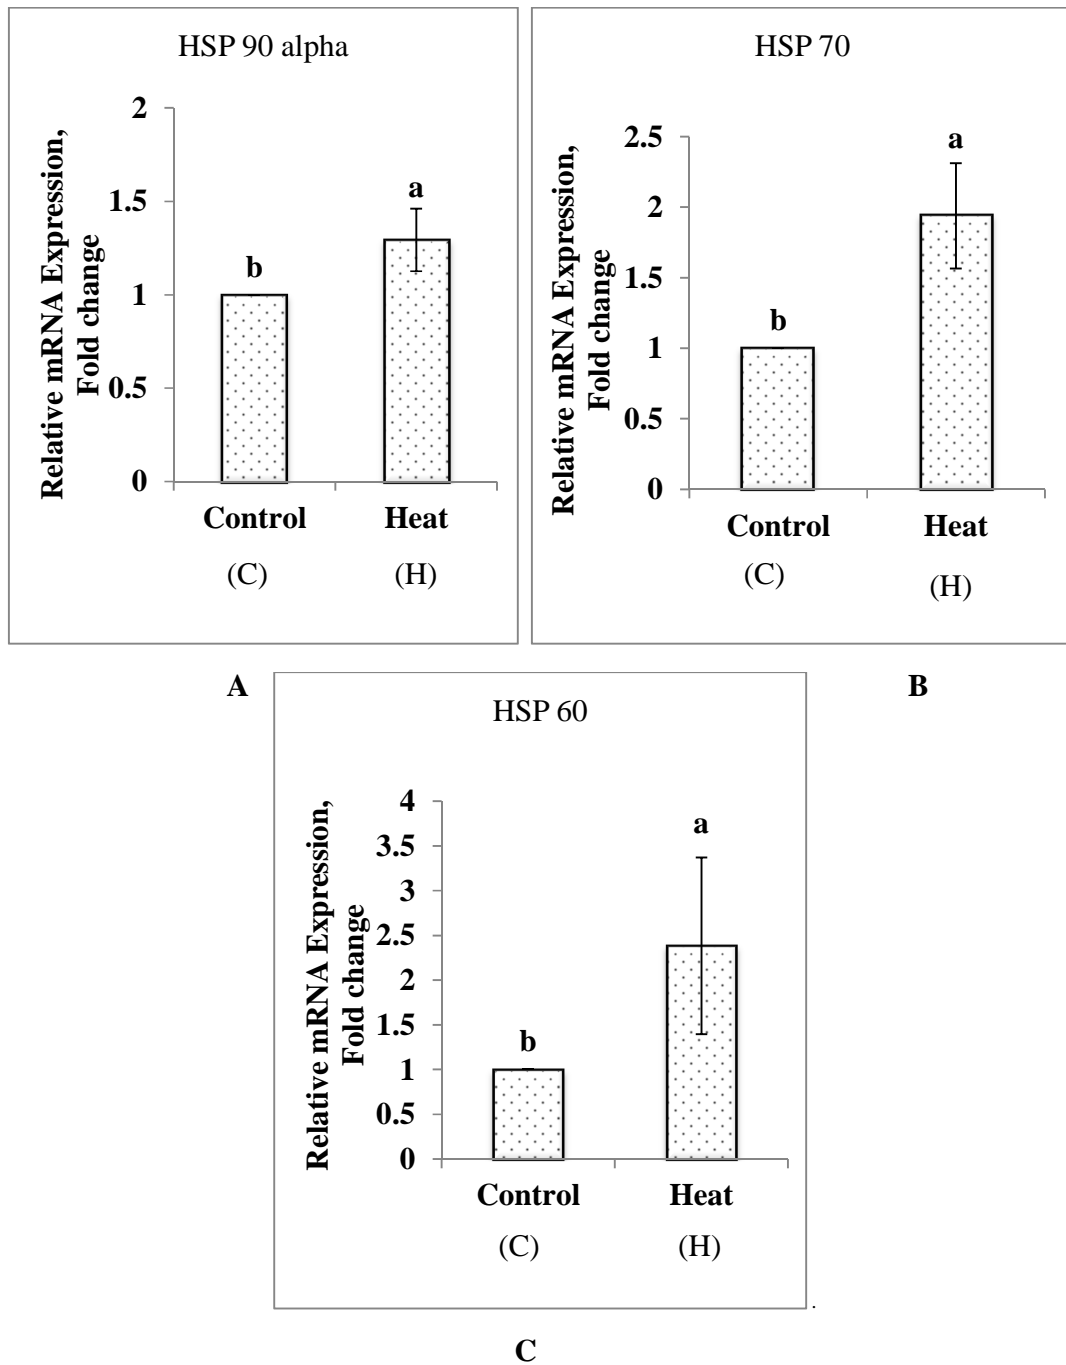 HSP 90 alpha
Relative mRNA Expression,
Fold change
2
1.5
1
0.5
0
b
a
Control
Heat
(C)
(H)
A
HSP 70
Relative mRNA Expression,
Fold change
2.5
2
1.5
1
0.5
0
b
a
Control
Heat
(C)
(H)
B
HSP 60
Relative mRNA Expression,
Fold change
4
3.5
3
2.5
2
1.5
1
0.5
0
b
a
Control
Heat
(C)
(H)
.
C